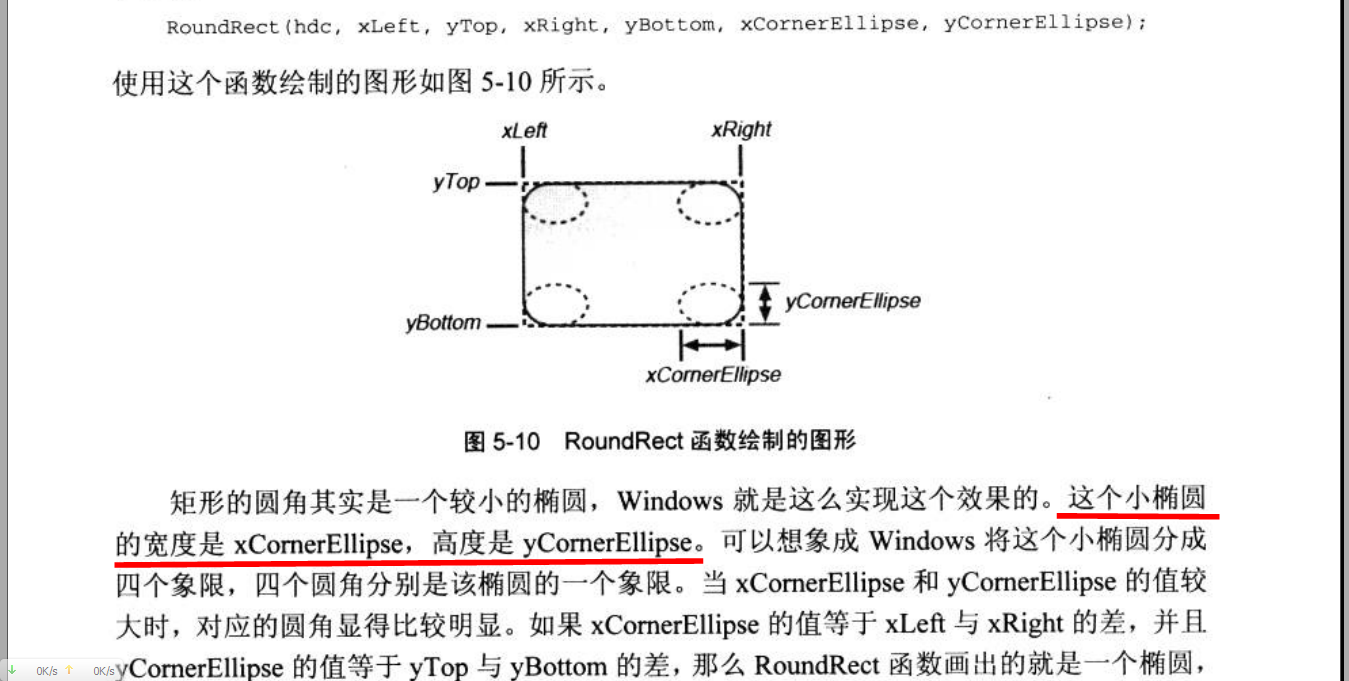 RoundRect(hdc, xLeft, yTop, xRight, yBottom, xCornerEllipse, yCornerEllipse);
使用这个函数绘制的图形如图 5-10 所示。
xLeft
xRight
yTop
yCornerEllipse
yBottom
xCornerEllipse
图 5-10 RoundRect 函数绘制的图形
矩形的圆角其实是一个较小的椭圆，Windows 就是这么实现这个效果的。这个小椭圆
的宽度是 xCornerEllipse，高度是 yCornerEllipse。可以想象成 Windows 将这个小椭圆分成
四个象限，四个圆角分别是该椭圆的一个象限。当 xCornerEllipse 和 yCornerEllipse 的值较
大时，对应的圆角显得比较明显。如果 xCornerEllipse 的值等于 xLeft 与 xRight 的差，并且
yCornerEllipse 的值等于 yTop 与 yBottom 的差，那么 RoundRect 函数画出的就是一个椭圆，
↓ 0K/s ↑ 0K/s